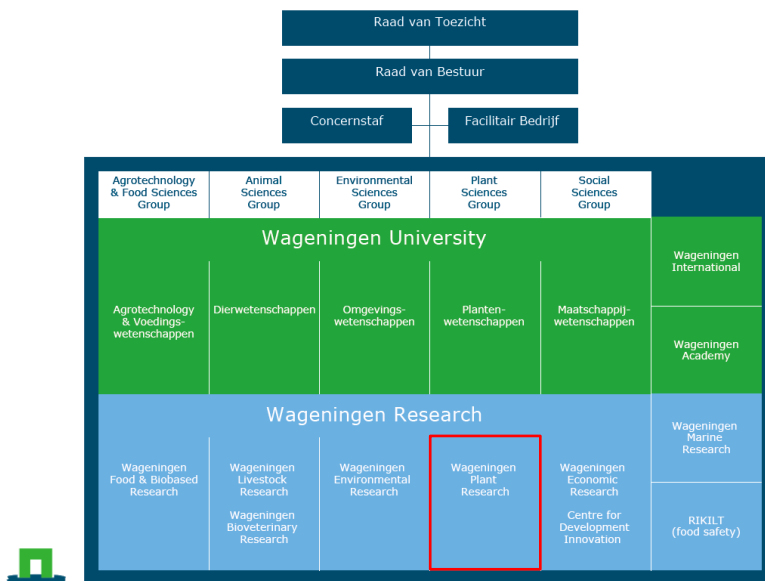 Raad van Toezicht
Raad van Bestuur
Concernstaf
Facilitair Bedrijf
Agrotechnology
& Food Sciences
Group
Animal
Sciences
Group
Environmental
Sciences
Group
Plant
Sciences
Group
Social
Sciences
Group
Wageningen University
Agrotechnology
& Voedings-
wetenschappen
Dierwetenschappen
Omgevings-
wetenschappen
Planten-
wetenschappen
Maatschappij-
wetenschappen
Wageningen
International
Wageningen
Academy
Wageningen Research
Wageningen
Food & Biobased
Research
Wageningen
Livestock
Research
Wageningen
Bioveterinary
Research
Wageningen
Environmental
Research
Wageningen
Plant
Research
Wageningen
Economic
Research
Centre for
Development
Innovation
Wageningen
Marine
Research
RIKILT
(food safety)